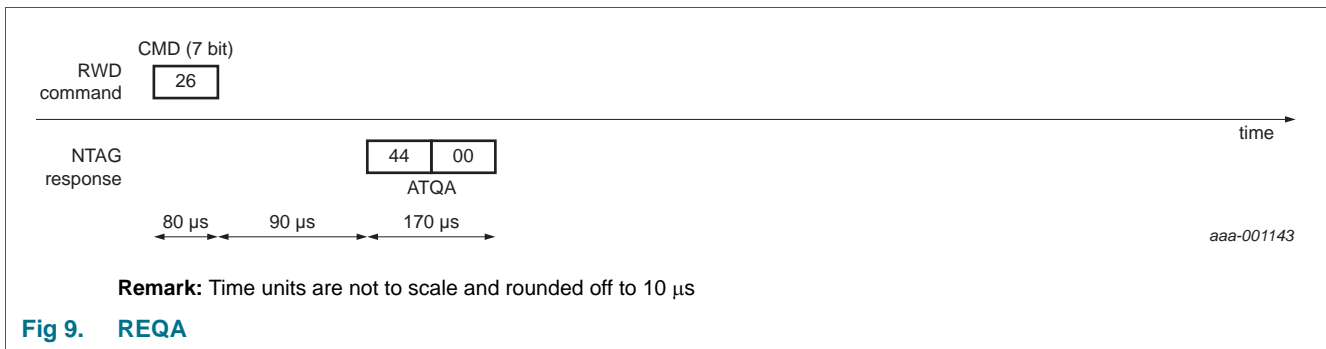 CMD (7 bit)
RWD command
26
time
NTAG response
44 00
ATQA
80 µs 90 µs 170 µs
aaa-001143
Remark: Time units are not to scale and rounded off to 10 µs
Fig 9. REQA